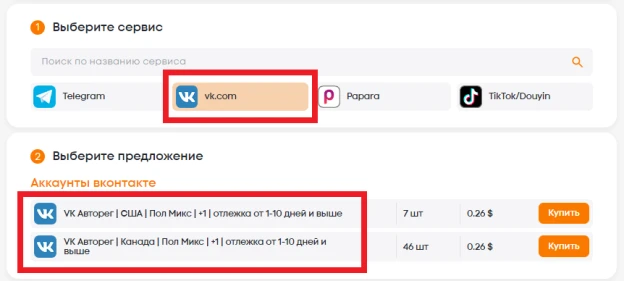 1 Выберите сервис
Поиск по названию сервиса
Telegram vk.com Papara TikTok/Douyin
2 Выберите предложение
Аккаунты вконтакте
VK Авторег | США | Пол Микс | +1 | отлежка от 1-10 дней и выше 7 шт 0.26 $ Купить
VK Авторег | Канада | Пол Микс | +1 | отлежка от 1-10 дней и
выше 46 шт 0.26 $ Купить